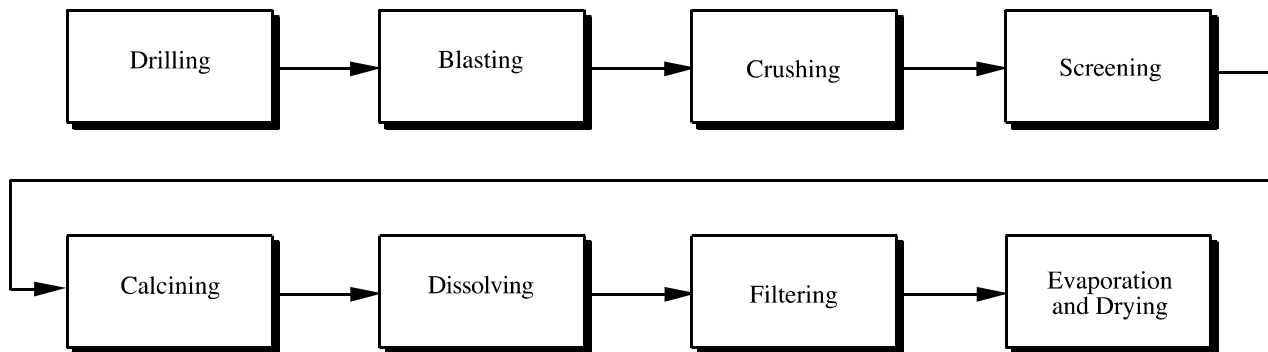 Drilling
Blasting
Crushing
Screening
Calcining
Dissolving
Filtering
Evaporation
and Drying